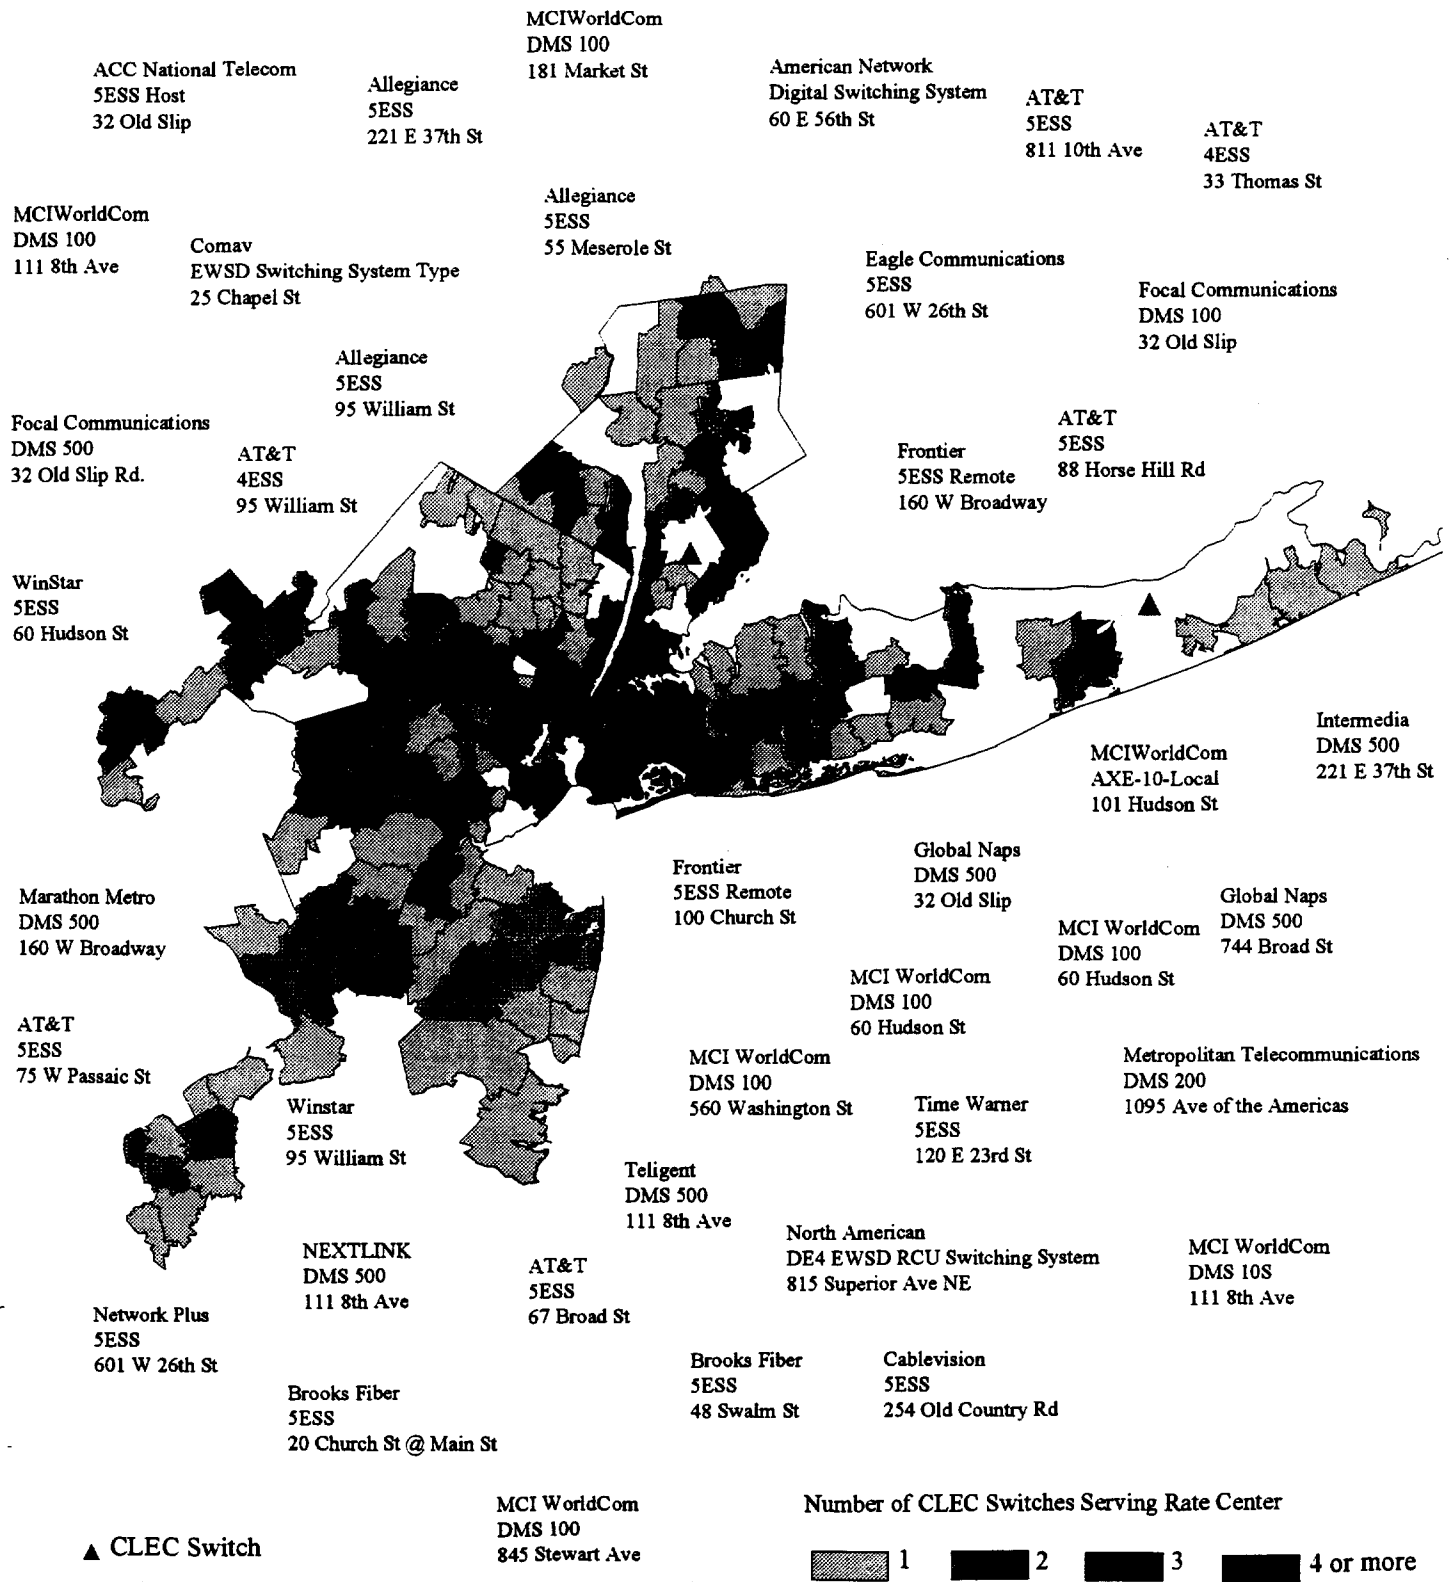 MCIWorldCom
DMS 100
181 Market St
ACC National Telecom
5ESS Host
32 Old Slip
Allegiance
5ESS
221 E 37th St
American Network
Digital Switching System
60 E 56th St
AT&T
5ESS
811 10th Ave
AT&T
4ESS
33 Thomas St
MCIWorldCom
DMS 100
111 8th Ave
Comav
EWSD Switching System Type
25 Chapel St
Allegiance
5ESS
55 Meserole St
Eagle Communications
5ESS
601 W 26th St
Focal Communications
DMS 100
32 Old Slip
Allegiance
5ESS
95 William St
Focal Communications
DMS 500
32 Old Slip Rd.
AT&T
4ESS
95 William St
Frontier
5ESS Remote
160 W Broadway
AT&T
5ESS
88 Horse Hill Rd
WinStar
5ESS
60 Hudson St
Intermedia
DMS 500
221 E 37th St
MCIWorldCom
AXE-10-Local
101 Hudson St
Marathon Metro
DMS 500
160 W Broadway
Frontier
5ESS Remote
100 Church St
Global Naps
DMS 500
32 Old Slip
Global Naps
DMS 500
744 Broad St
MCI WorldCom
DMS 100
60 Hudson St
MCI WorldCom
DMS 100
60 Hudson St
AT&T
5ESS
75 W Passaic St
MCI WorldCom
DMS 100
560 Washington St
Metropolitan Telecommunications
DMS 200
1095 Ave of the Americas
Winstar
5ESS
95 William St
Time Warner
5ESS
120 E 23rd St
Teligent
DMS 500
111 8th Ave
North American
DE4 EWSD RCU Switching System
815 Superior Ave NE
MCI WorldCom
DMS 10S
111 8th Ave
NEXTLINK
DMS 500
111 8th Ave
AT&T
5ESS
67 Broad St
Network Plus
5ESS
601 W 26th St
Brooks Fiber
5ESS
48 Swalm St
Cablevision
5ESS
254 Old Country Rd
Brooks Fiber
5ESS
20 Church St @ Main St
MCI WorldCom
DMS 100
845 Stewart Ave
CLEC Switch
Number of CLEC Switches Serving Rate Center
1 2 3 4 or more